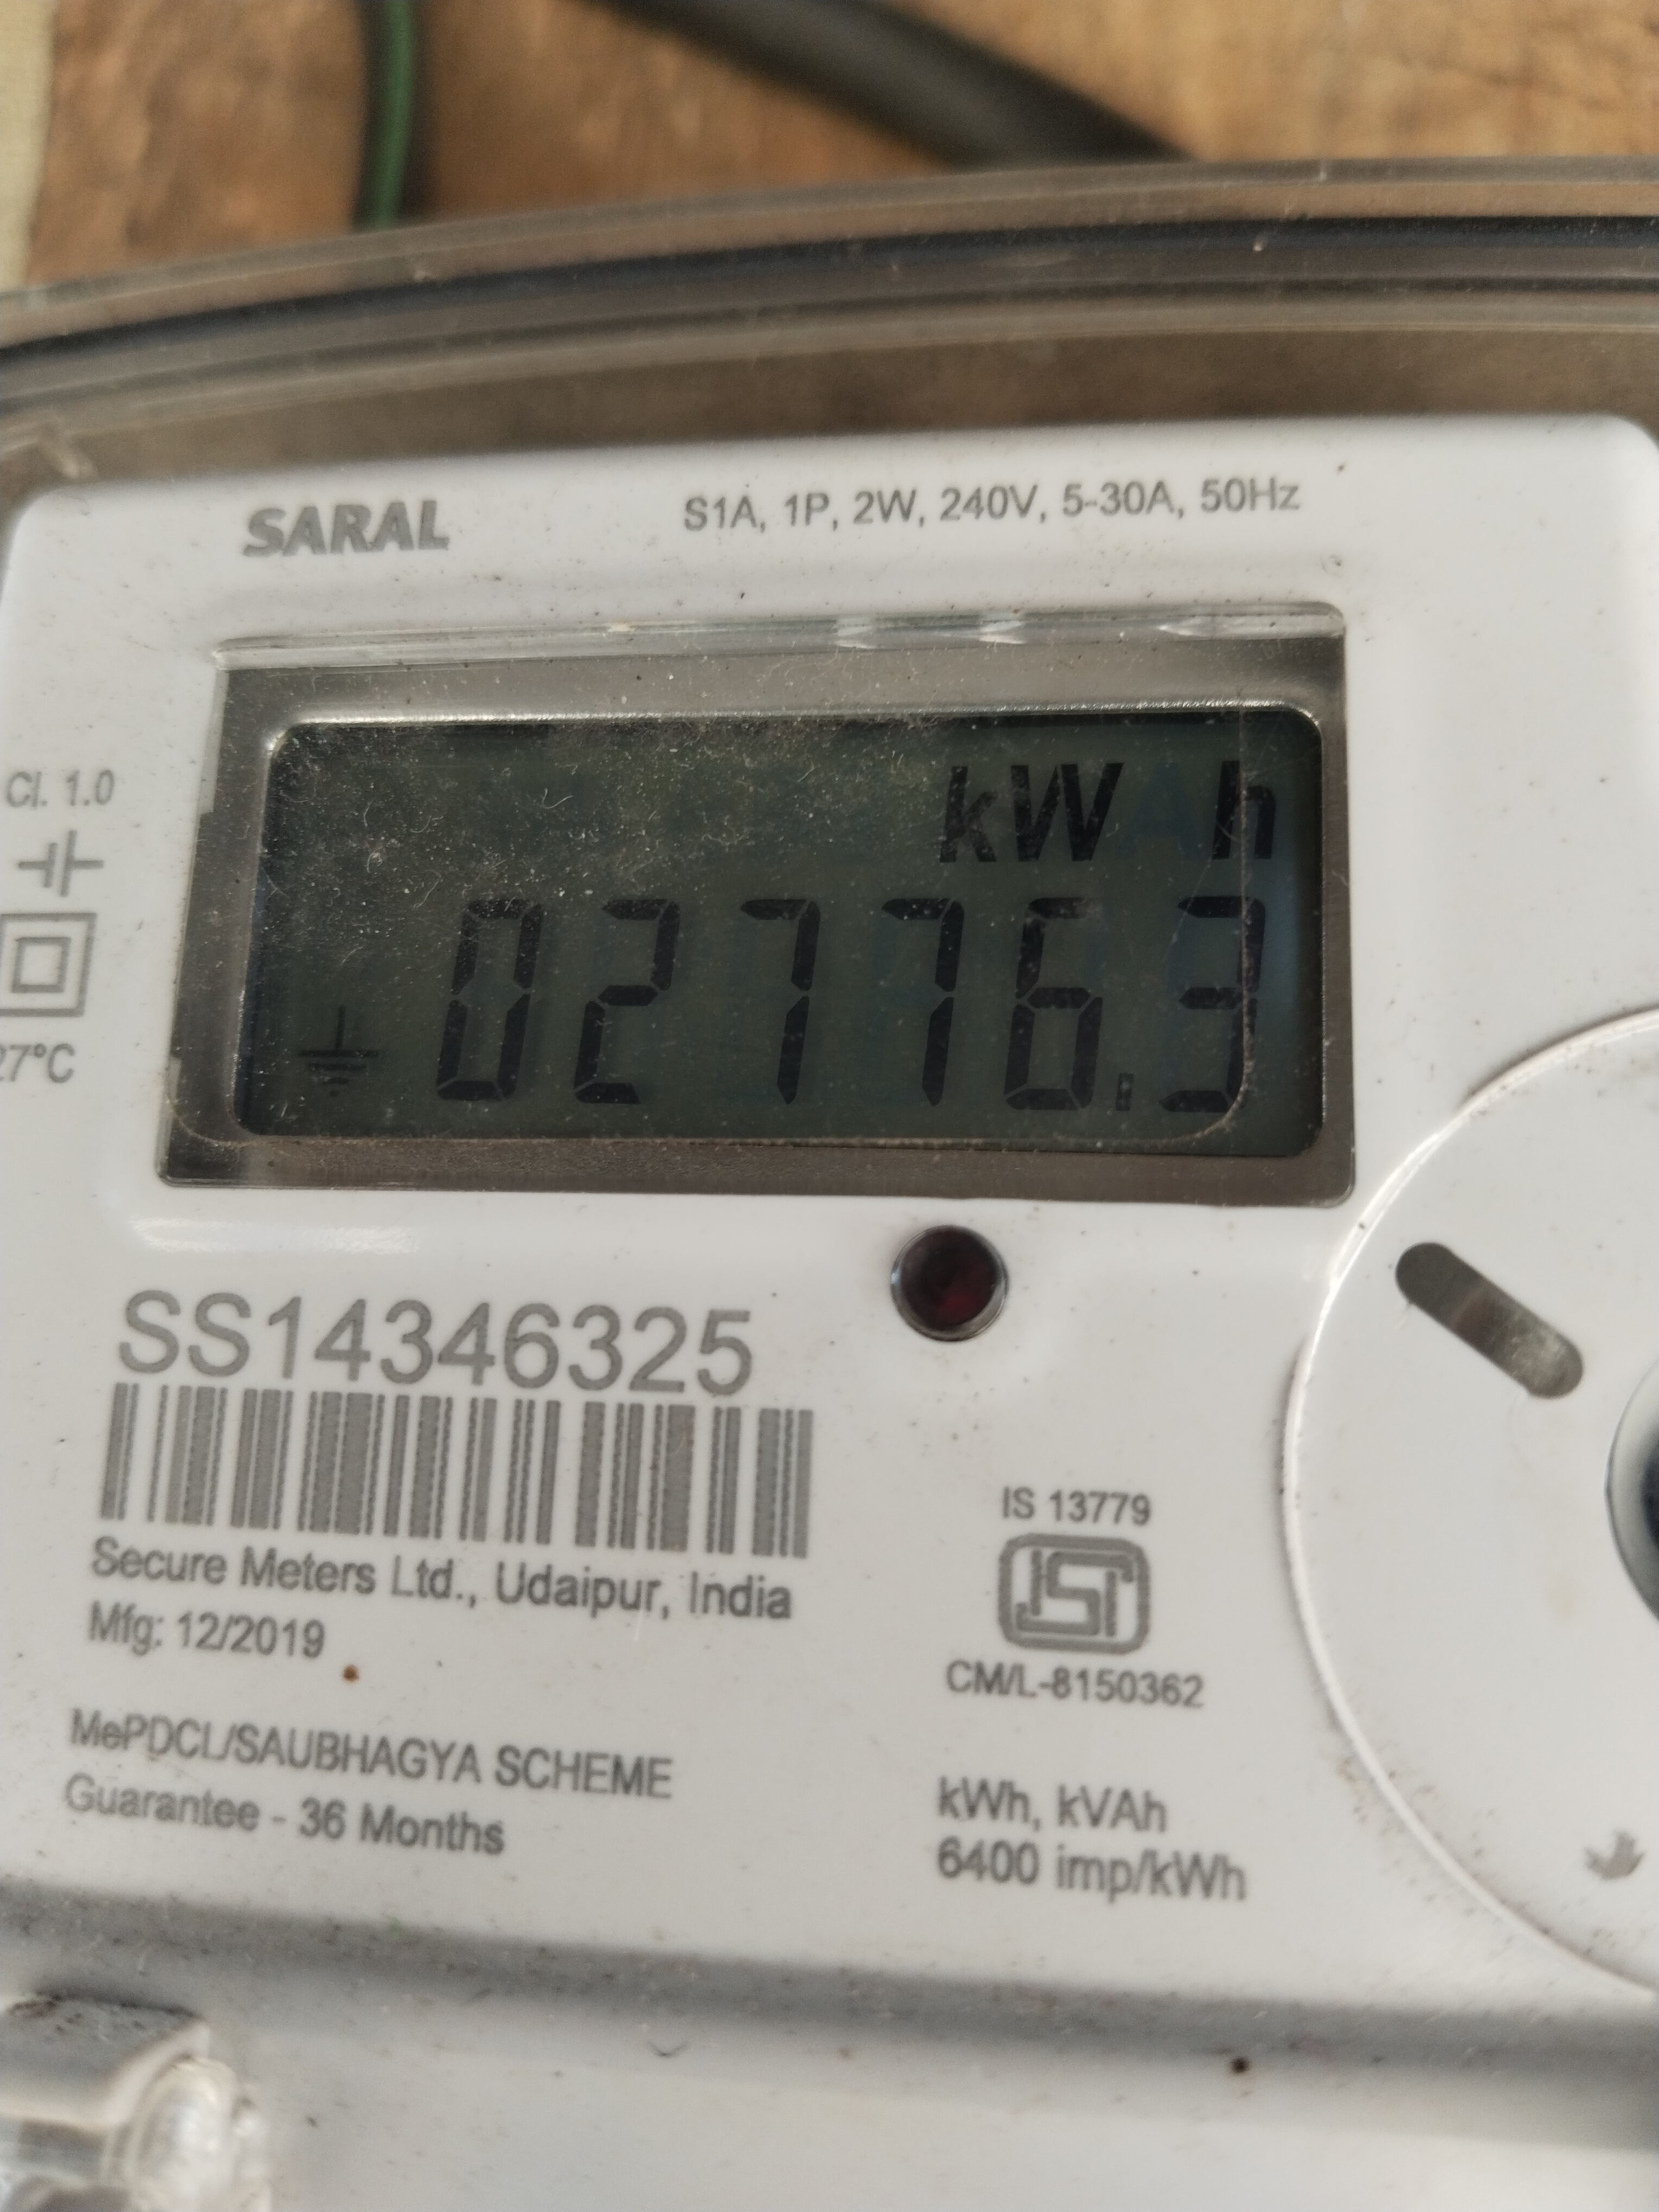 SARAL
S1A, 1P, 2W, 240V, 5-30A, 50Hz
kW h
02776.3
Cl. 1.0
27°C
SS14346325
Secure Meters Ltd., Udaipur, India
Mfg: 12/2019
MePDCL/SAUBHAGYA SCHEME
Guarantee - 36 Months
IS 13779
ISI
CM/L-8150362
kWh, kVAh
6400 imp/kWh